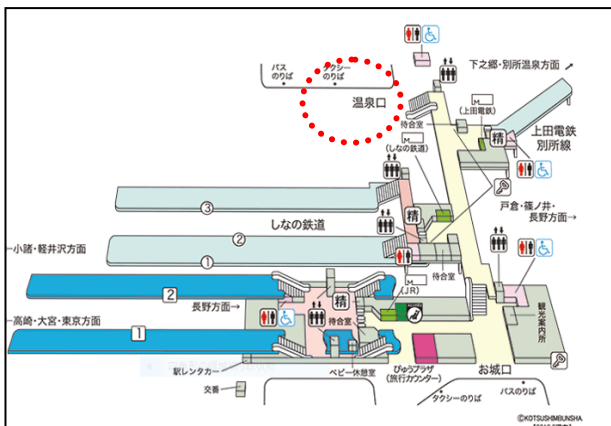 バス
のりば
タクシー
のりば
温泉口
下之郷・別所温泉方面
(上田電鉄)
待合室
(しなの鉄道)
精
上田電鉄
別所線
戸倉・篠ノ井・
長野方面→
精
③
しなの鉄道
②
①
小諸・軽井沢方面
待合室
(JR)
2
長野方面→
精
待合室
高崎・大宮・東京方面
1
観光案内所
駅レンタカー
ベビー休憩室
びゅうプラザ
(旅行カウンター)
お城口
交番
タクシーのりば
バスのりば
©KOTSUSHIMBUNSHA